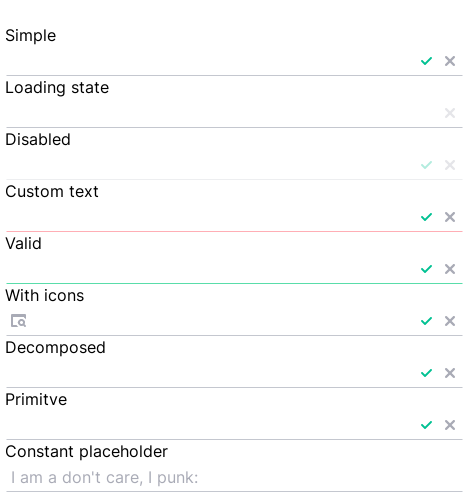 Simple
Loading state
Disabled
Custom text
Valid
With icons
Decomposed
Primitve
Constant placeholder
I am a don't care, I punk: